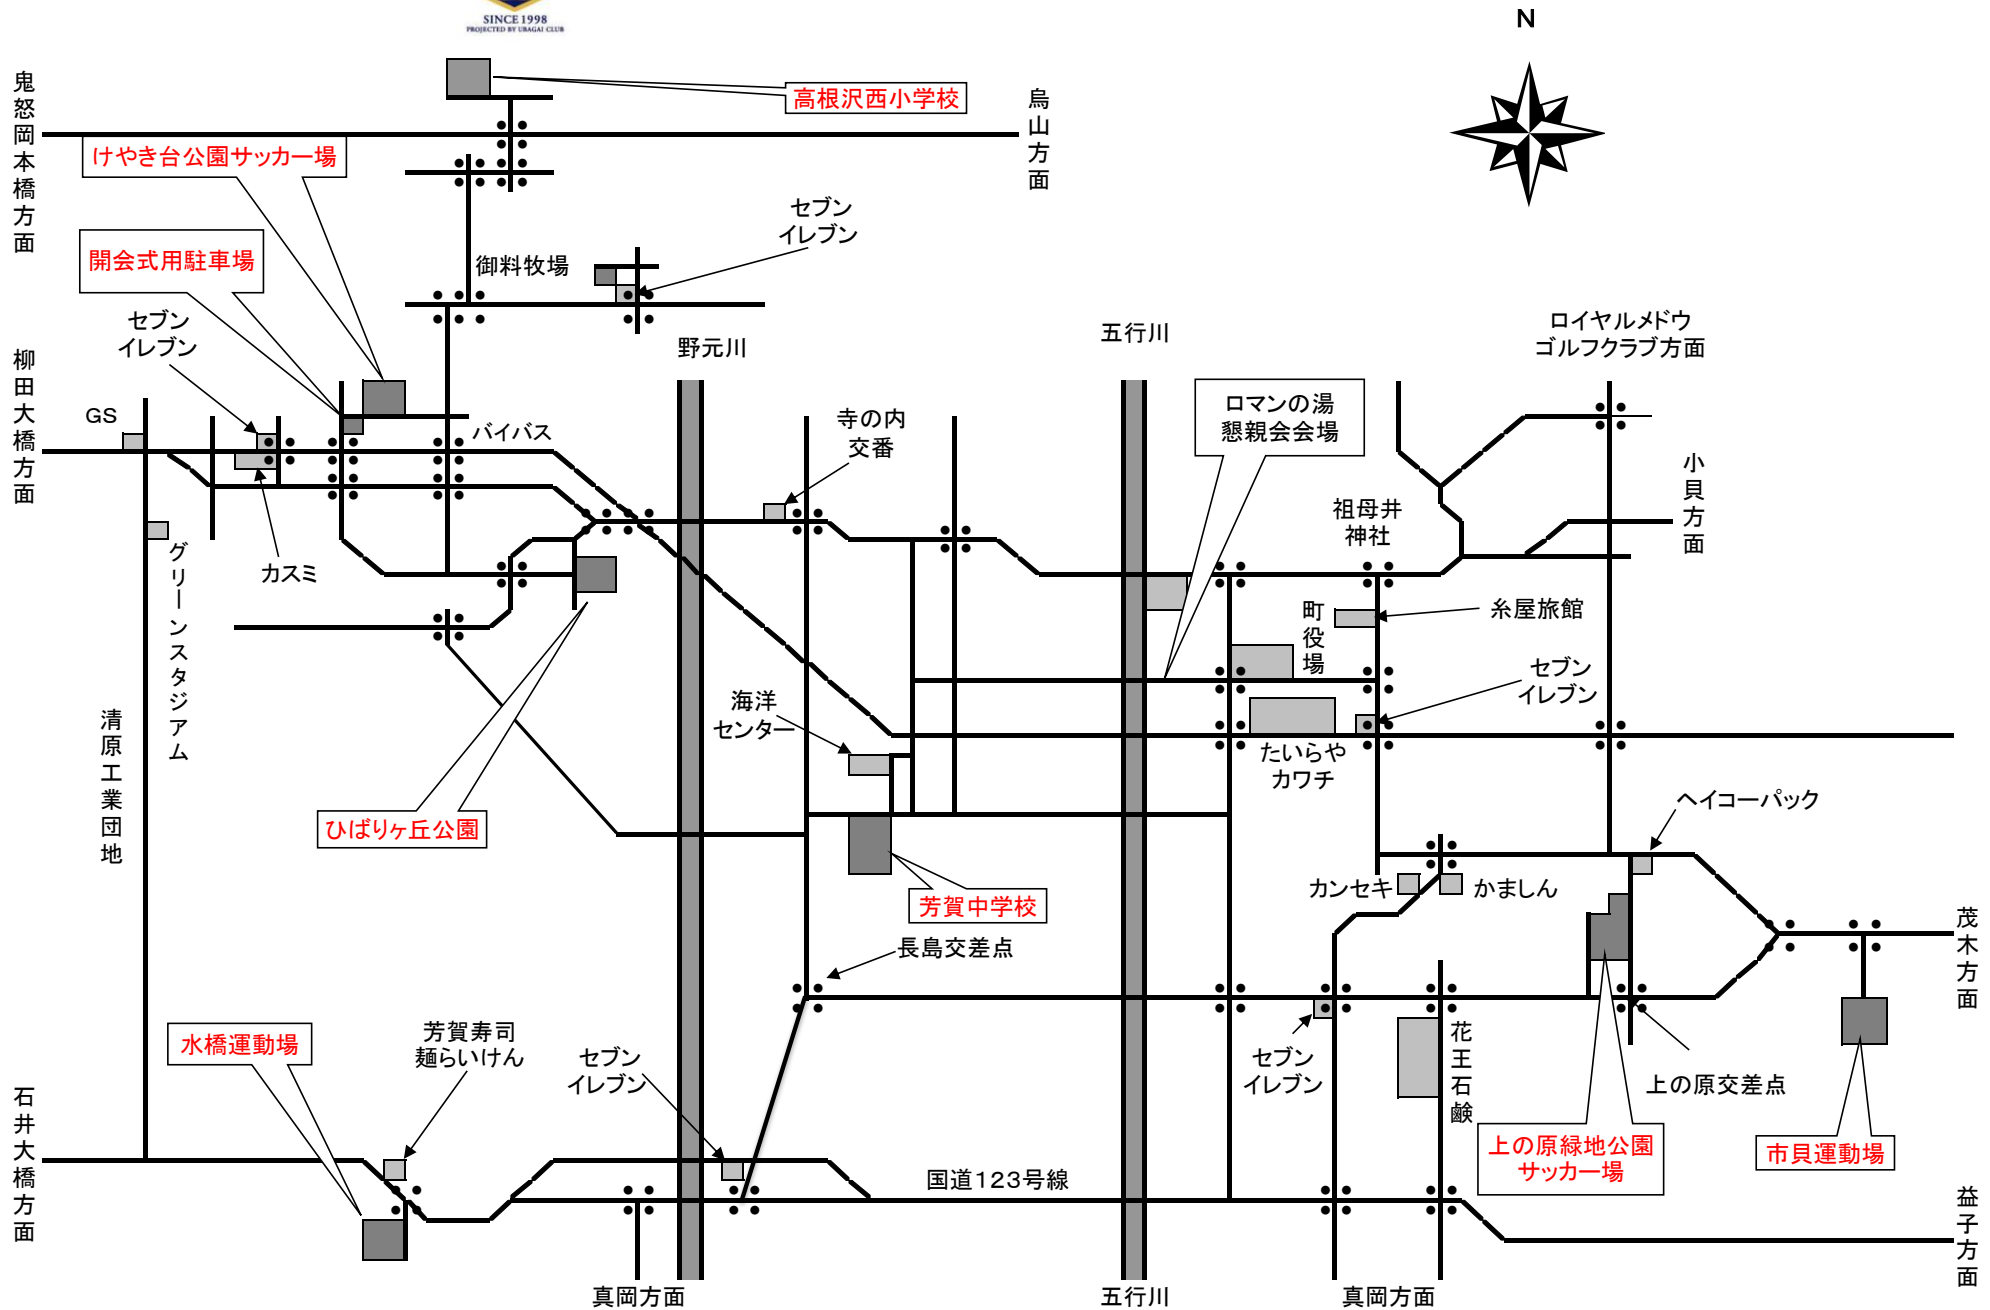 SINCE 1998
PROJECTED BY UBAGAI CLUB
N
鬼怒岡本橋方面
高根沢西小学校
烏山方面
けやき台公園サッカー場
セブン
イレブン
開会式用駐車場
御料牧場
セブン
イレブン
野元川
五行川
ロイヤルメドウ
ゴルフクラブ方面
柳田大橋方面
GS
バイパス
寺の内
交番
ロマンの湯
懇親会会場
小貝方面
祖母井
神社
グリーンスタジアム
カスミ
町役場
糸屋旅館
セブン
イレブン
海洋
センター
清原工業団地
たいらや
カワチ
ひばりヶ丘公園
ヘイコーパック
カンセキ
かましん
芳賀中学校
茂木方面
長島交差点
水橋運動場
芳賀寿司
麺らいけん
セブン
イレブン
セブン
イレブン
花王石鹸
上の原交差点
石井大橋方面
上の原緑地公園
サッカー場
市貝運動場
国道123号線
益子方面
真岡方面
五行川
真岡方面